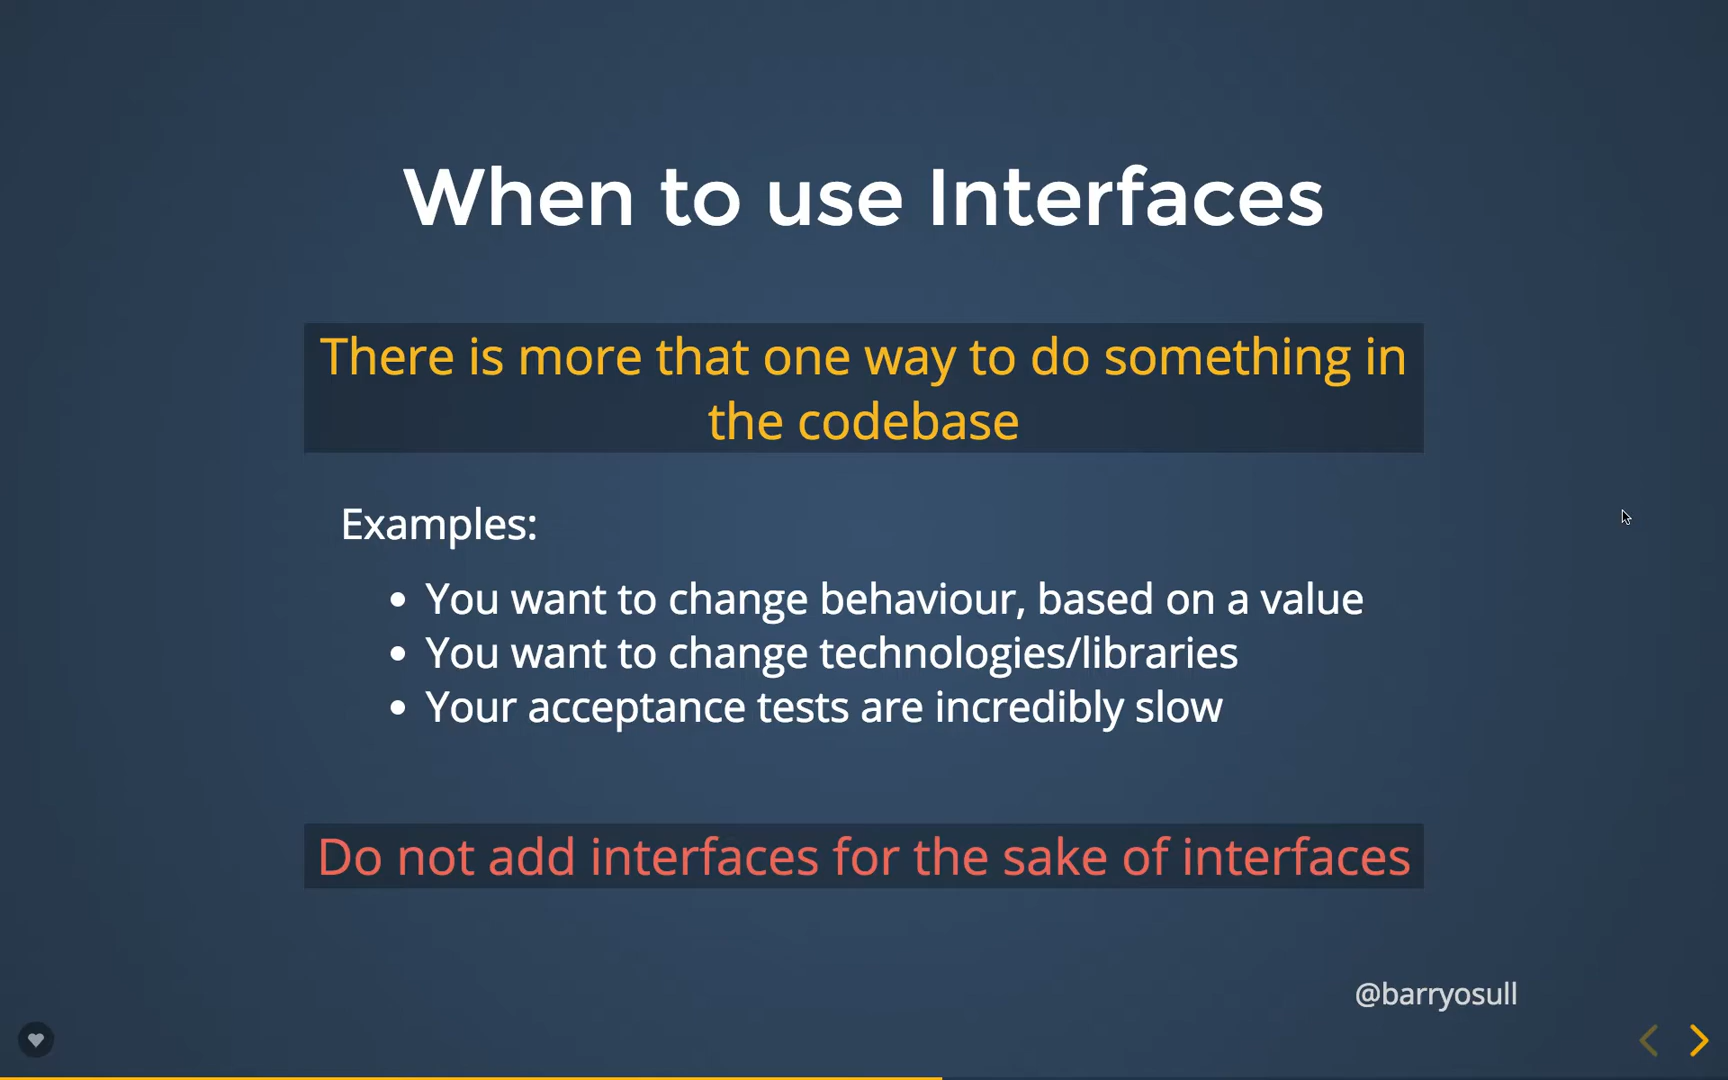 When to use Interfaces
There is more that one way to do something in
the codebase
Examples:
• You want to change behaviour, based on a value
• You want to change technologies/libraries
• Your acceptance tests are incredibly slow
Do not add interfaces for the sake of interfaces
@barryosull